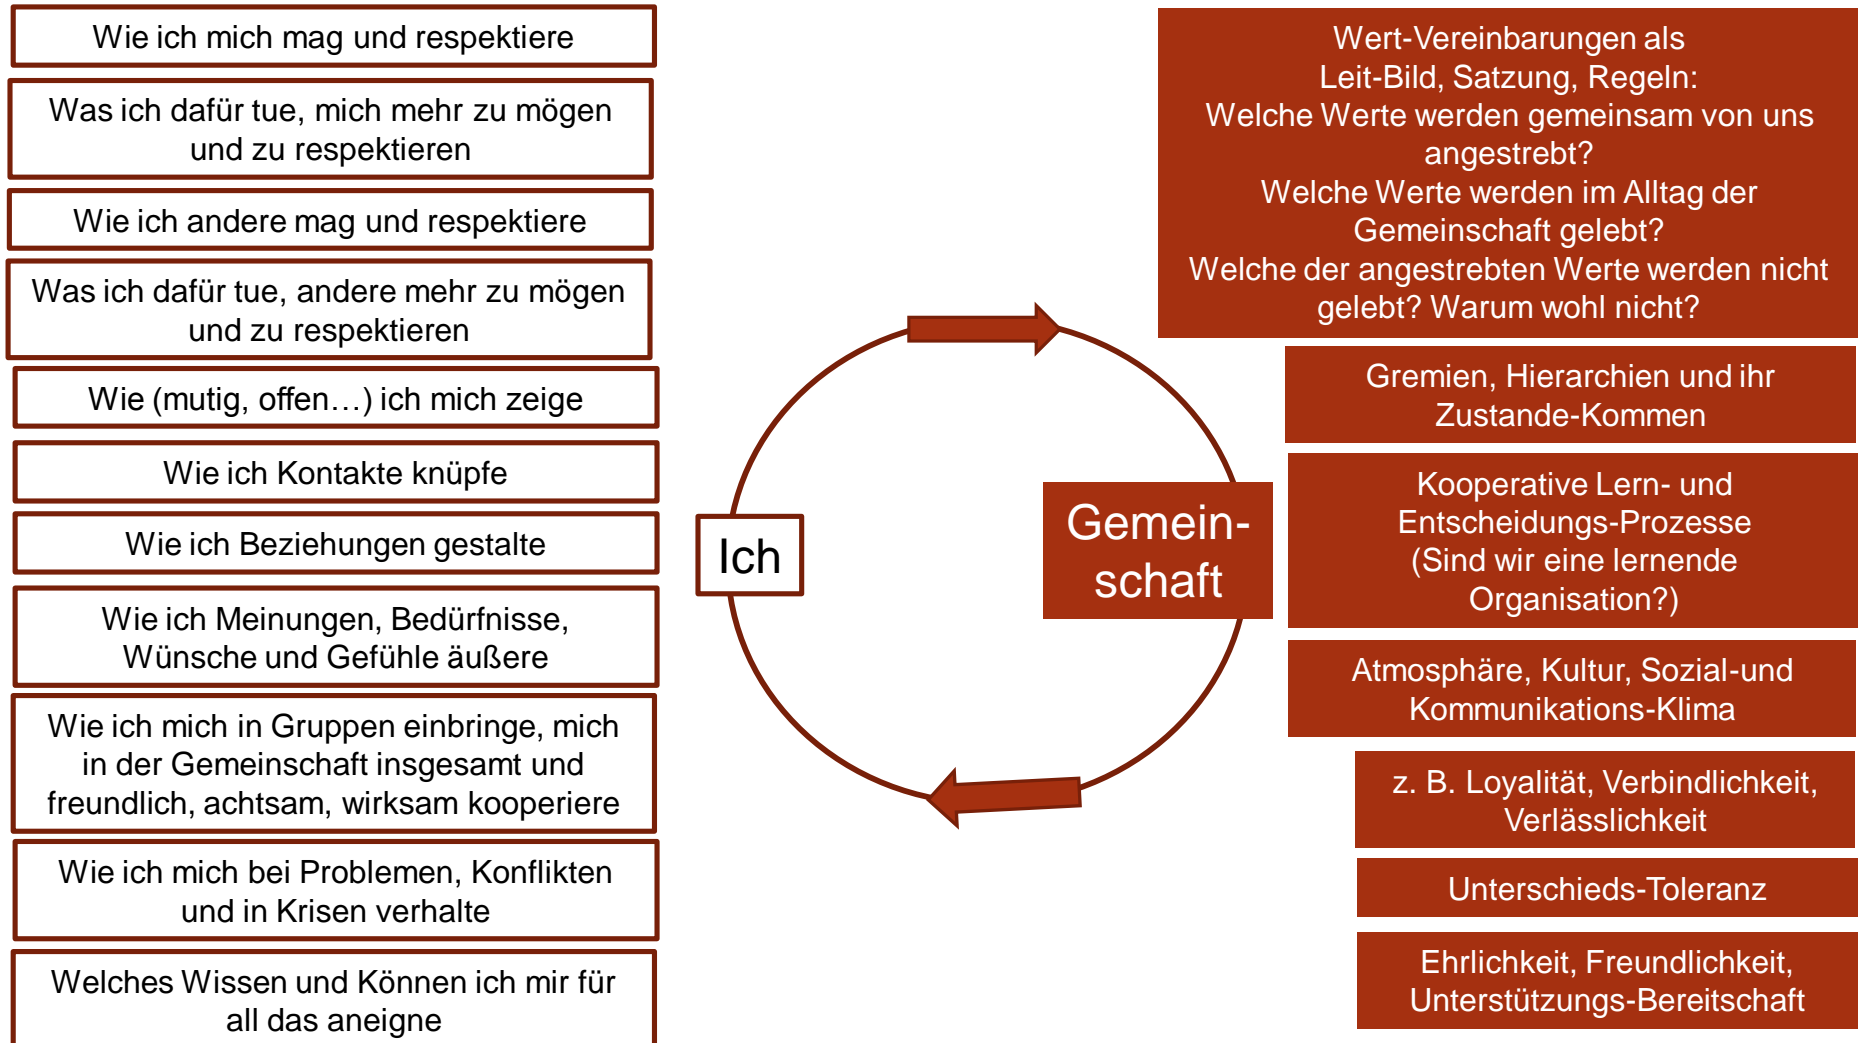 Wie ich mich mag und respektiere
Was ich dafür tue, mich mehr zu mögen
und zu respektieren
Wie ich andere mag und respektiere
Was ich dafür tue, andere mehr zu mögen
und zu respektieren
Wie (mutig, offen…) ich mich zeige
Wie ich Kontakte knüpfe
Wie ich Beziehungen gestalte
Wie ich Meinungen, Bedürfnisse,
Wünsche und Gefühle äußere
Wie ich mich in Gruppen einbringe, mich
in der Gemeinschaft insgesamt und
freundlich, achtsam, wirksam kooperiere
Wie ich mich bei Problemen, Konflikten
und in Krisen verhalte
Welches Wissen und Können ich mir für
all das aneigne
Ich
Gemein-
schaft
Wert-Vereinbarungen als
Leit-Bild, Satzung, Regeln:
Welche Werte werden gemeinsam von uns
angestrebt?
Welche Werte werden im Alltag der
Gemeinschaft gelebt?
Welche der angestrebten Werte werden nicht
gelebt? Warum wohl nicht?
Gremien, Hierarchien und ihr
Zustande-Kommen
Kooperative Lern- und
Entscheidungs-Prozesse
(Sind wir eine lernende
Organisation?)
Atmosphäre, Kultur, Sozial-und
Kommunikations-Klima
z. B. Loyalität, Verbindlichkeit,
Verlässlichkeit
Unterschieds-Toleranz
Ehrlichkeit, Freundlichkeit,
Unterstützungs-Bereitschaft